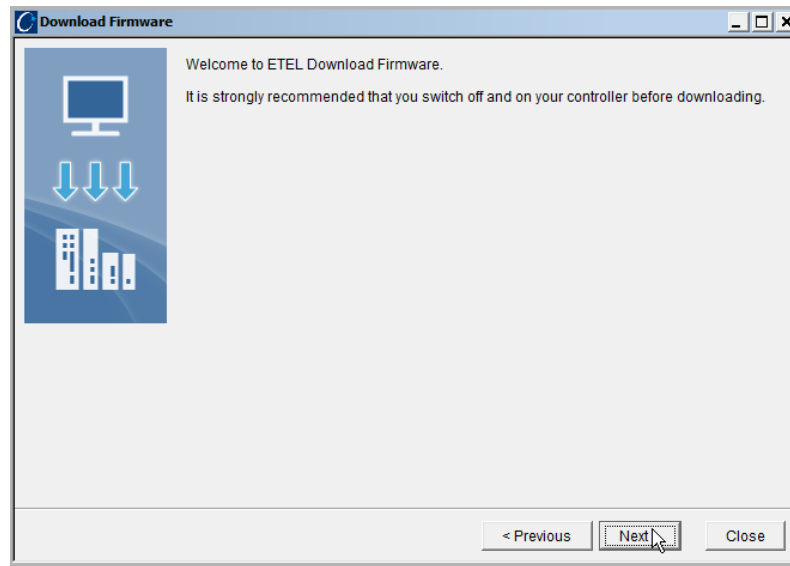 Download Firmware
Welcome to ETEL Download Firmware.
It is strongly recommended that you switch off and on your controller before downloading.
< Previous
Next
Close